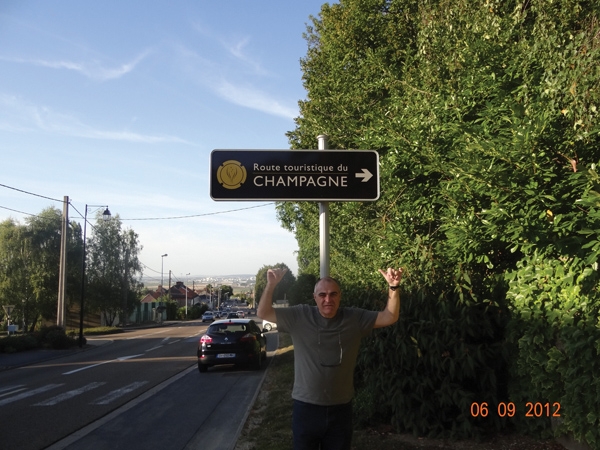 Route touristique du
CHAMPAGNE
06 09 2012